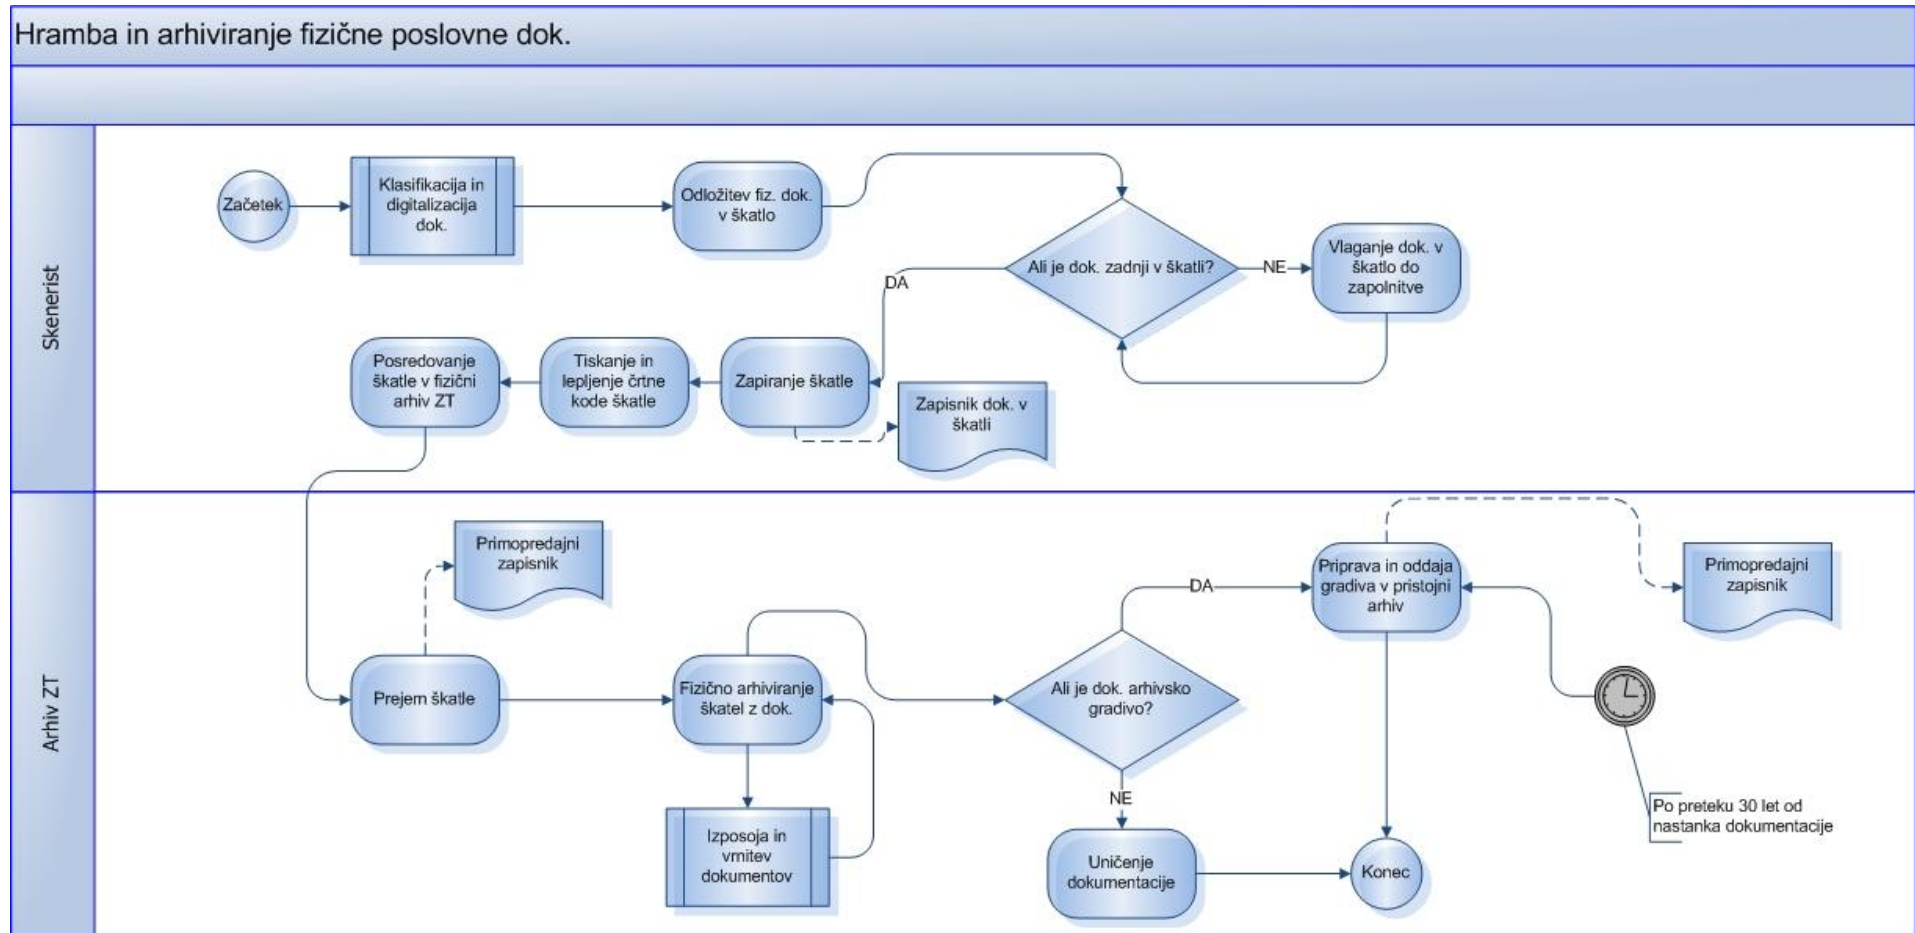 Hramba in arhiviranje fizične poslovne dok.
Skenerist
Začetek
Klasifikacija in
digitalizacija
dok.
Odložitev fiz. dok.
v škatlo
Ali je dok. zadnji v škatli?
NE
Vlaganje dok. v
škatlo do
zapolnitve
DA
Zapiranje škatle
Zapisnik dok. v
škatli
Tiskanje in
lepljenje črtne
kode škatle
Posredovanje
škatle v fizični
arhiv ZT
Arhiv ZT
Prejem škatle
Primopredajni
zapisnik
Fizično arhiviranje
škatel z dok.
Izposoja in
vrnitev
dokumentov
Ali je dok. arhivsko
gradivo?
DA
Priprava in oddaja
gradiva v pristojni
arhiv
Primopredajni
zapisnik
Po preteku 30 let od
nastanka dokumentacije
NE
Uničenje
dokumentacije
Konec